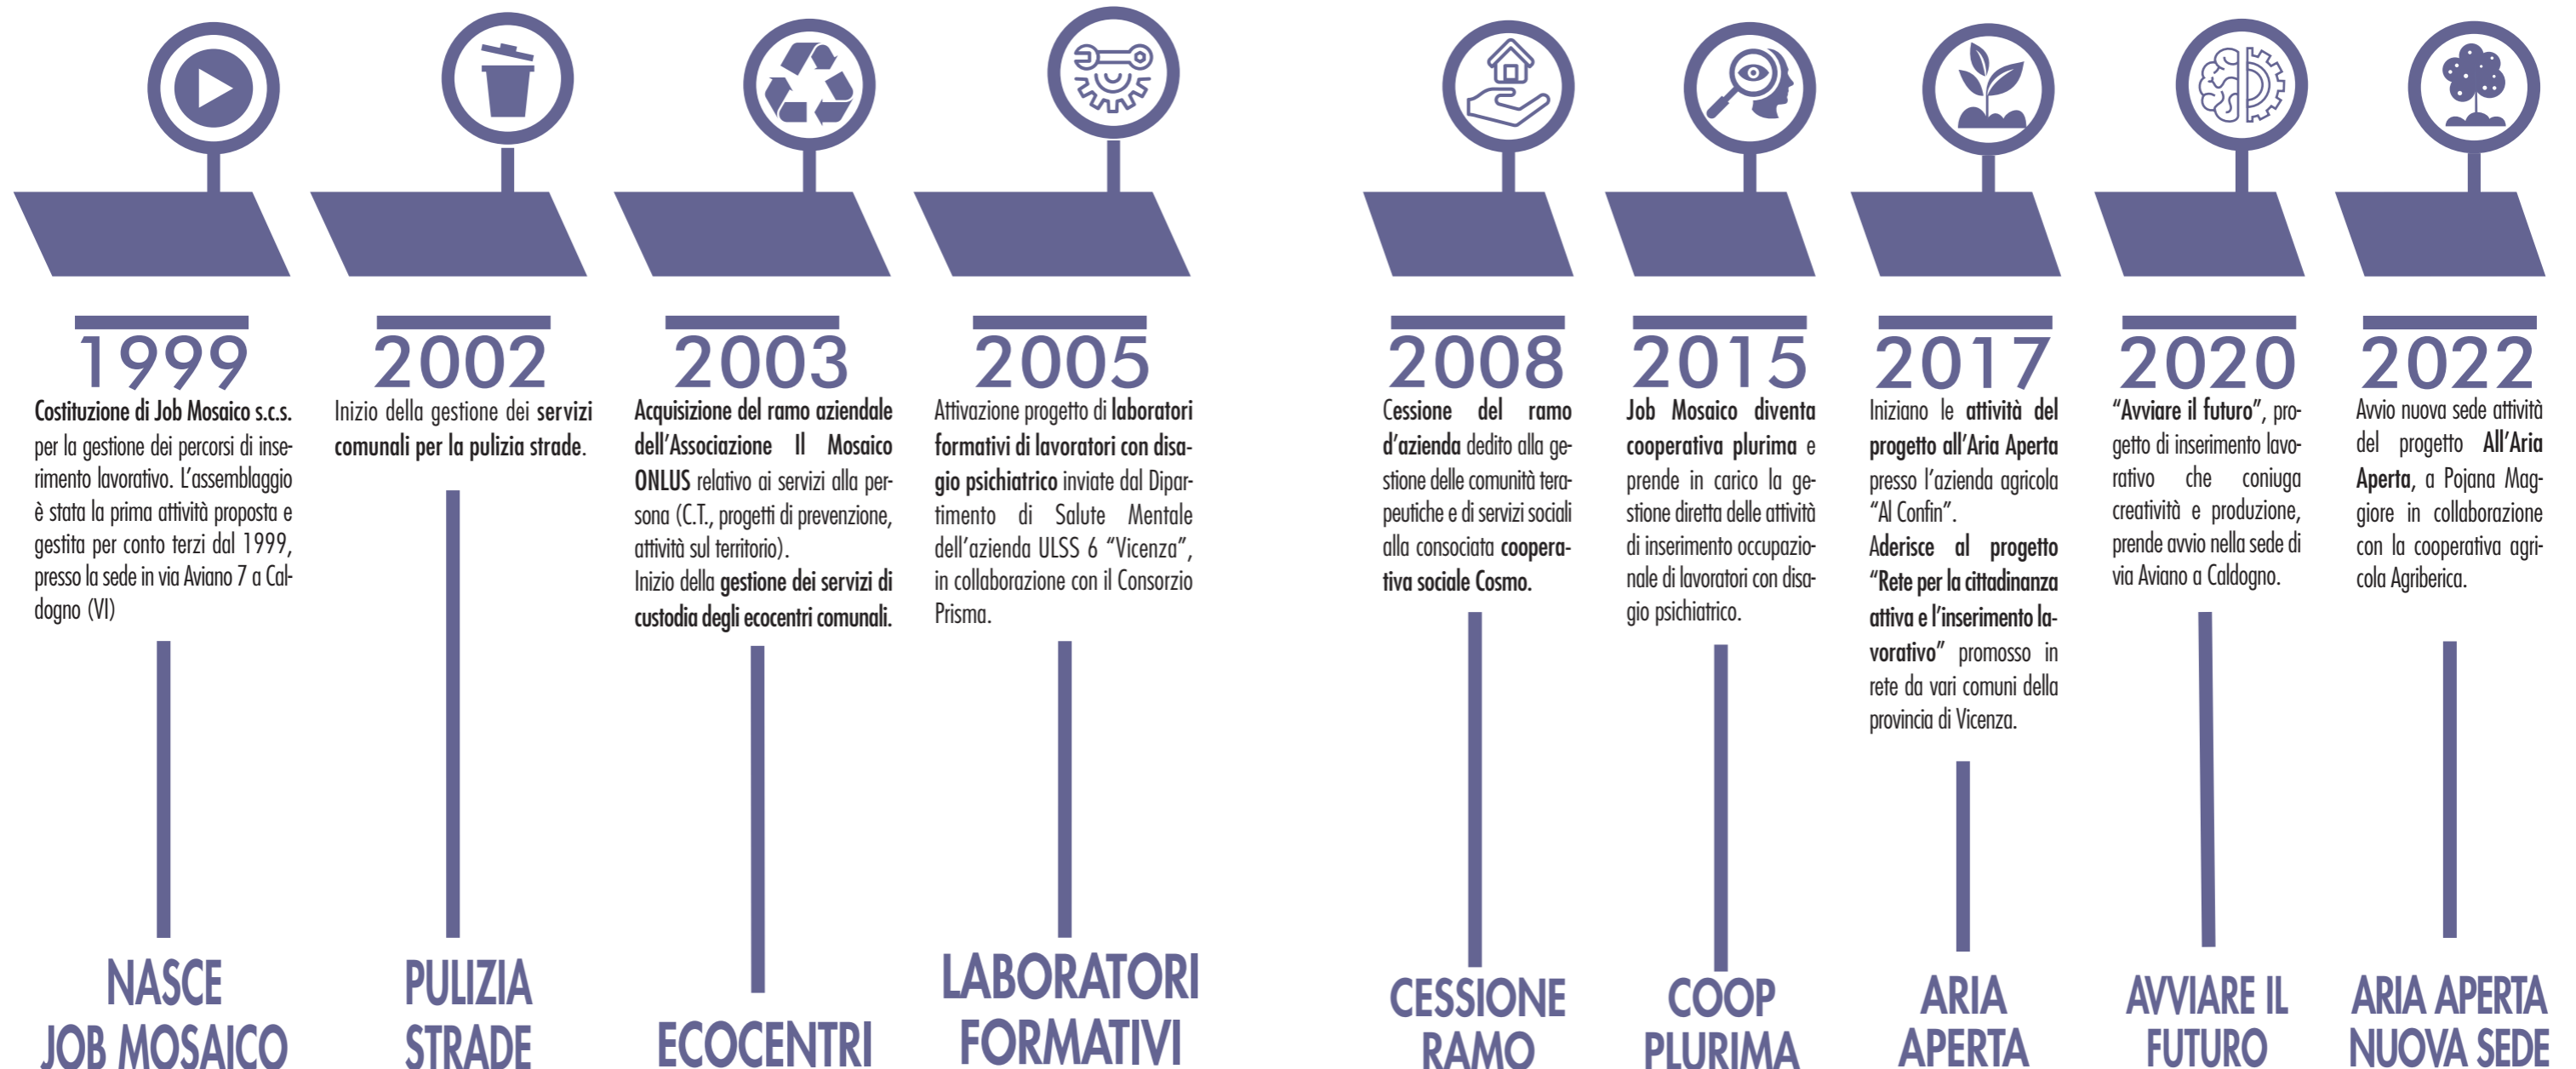 1999
Costituzione di Job Mosaico s.c.s.
per la gestione dei percorsi di inse-
rimento lavorativo. L'assemblaggio
è stata la prima attività proposta e
gestita per conto terzi dal 1999,
presso la sede in via Aviano 7 a Cal-
dogno (VI)
NASCE
JOB MOSAICO
2002
Inizio della gestione dei servizi
comunali per la pulizia strade.
PULIZIA
STRADE
2003
Acquisizione del ramo aziendale
dell'Associazione Il Mosaico
ONLUS relativo ai servizi alla per-
sona (C.T., progetti di prevenzione,
attività sul territorio).
Inizio della gestione dei servizi di
custodia degli ecocentri comunali.
ECOCENTRI
2005
Attivazione progetto di laboratori
formativi di lavoratori con disa-
gio psichiatrico inviate dal Dipar-
timento di Salute Mentale
dell'azienda ULSS 6 “Vicenza”,
in collaborazione con il Consorzio
Prisma.
LABORATORI
FORMATIVI
2008
Cessione del ramo
d'azienda dedito alla ge-
stione delle comunità tera-
peutiche e di servizi sociali
alla consociata coopera-
tiva sociale Cosmo.
CESSIONE
RAMO
2015
Job Mosaico diventa
cooperativa plurima e
prende in carico la ge-
stione diretta delle attività
di inserimento occupazio-
nale di lavoratori con disa-
gio psichiatrico.
COOP
PLURIMA
2017
Iniziano le attività del
progetto all'Aria Aperta
presso l'azienda agricola
“Al Confin”.
Aderisce al progetto
“Rete per la cittadinanza
attiva e l'inserimento la-
vorativo” promosso in
rete da vari comuni della
provincia di Vicenza.
ARIA
APERTA
2020
“Avviare il futuro”, pro-
getto di inserimento lavo-
rativo che coniuga
creatività e produzione,
prende avvio nella sede di
via Aviano a Caldogno.
AVVIARE IL
FUTURO
2022
Avvio nuova sede attività
del progetto All'Aria
Aperta, a Pojana Mag-
giore in collaborazione
con la cooperativa agri-
cola Agriberica.
ARIA APERTA
NUOVA SEDE